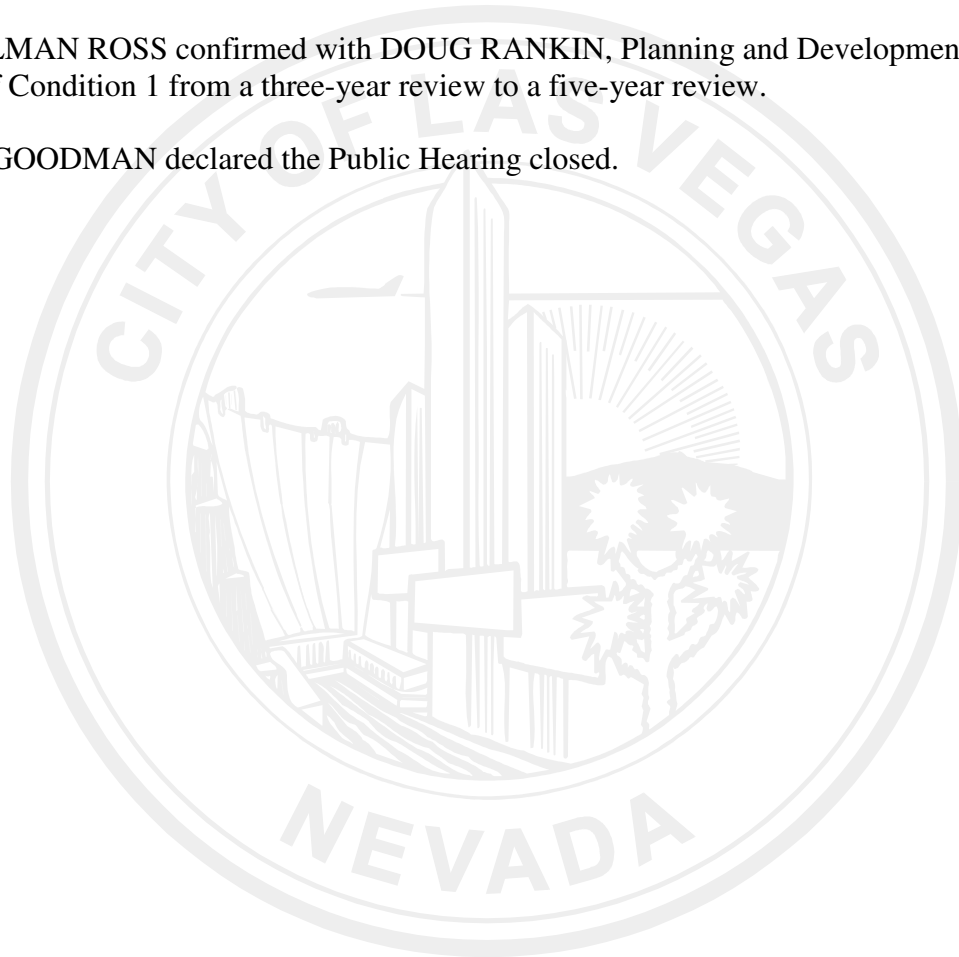 LMAN ROSS confirmed with DOUG RANKIN, Planning and Developmen
Condition 1 from a three-year review to a five-year review.
GOODMAN declared the Public Hearing closed.
CITY OF LAS VEGAS
NEVADA